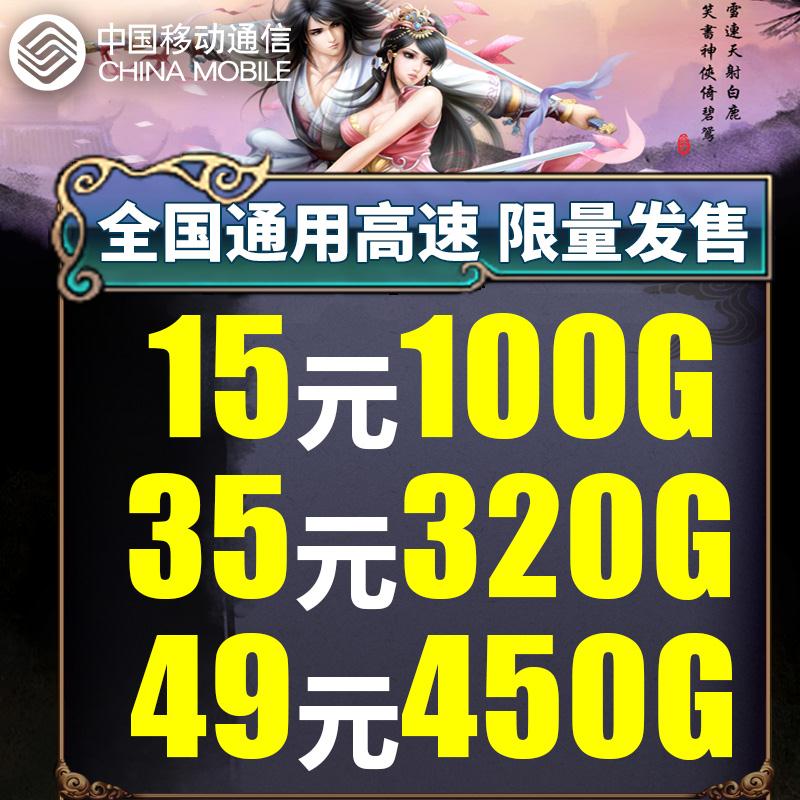 中国移动通信
CHINA MOBILE
雪連天射白鹿
笑書神俠倚碧鴛
全国通用高速 限量发售
15元100G
35元320G
49元450G